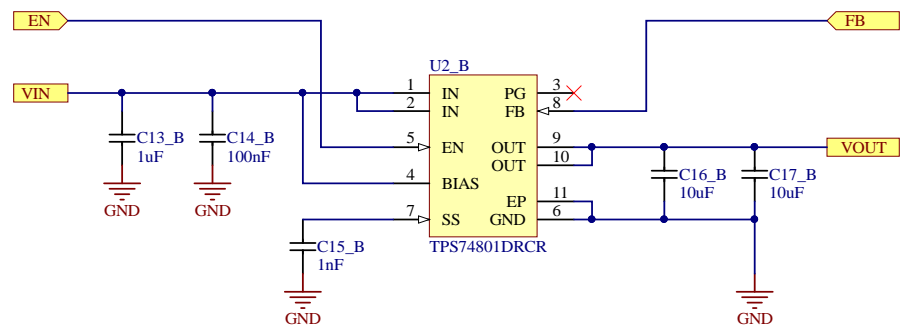 EN
FB
U2_B
VIN
1
IN
PG
3
2
IN
FB
8
C13_B
1uF
C14_B
100nF
5
EN
OUT
9
VOUT
OUT
10
4
BIAS
C16_B
10uF
C17_B
10uF
EP
11
GND
GND
7
SS
GND
6
TPS74801DRCR
C15_B
1nF
GND
GND